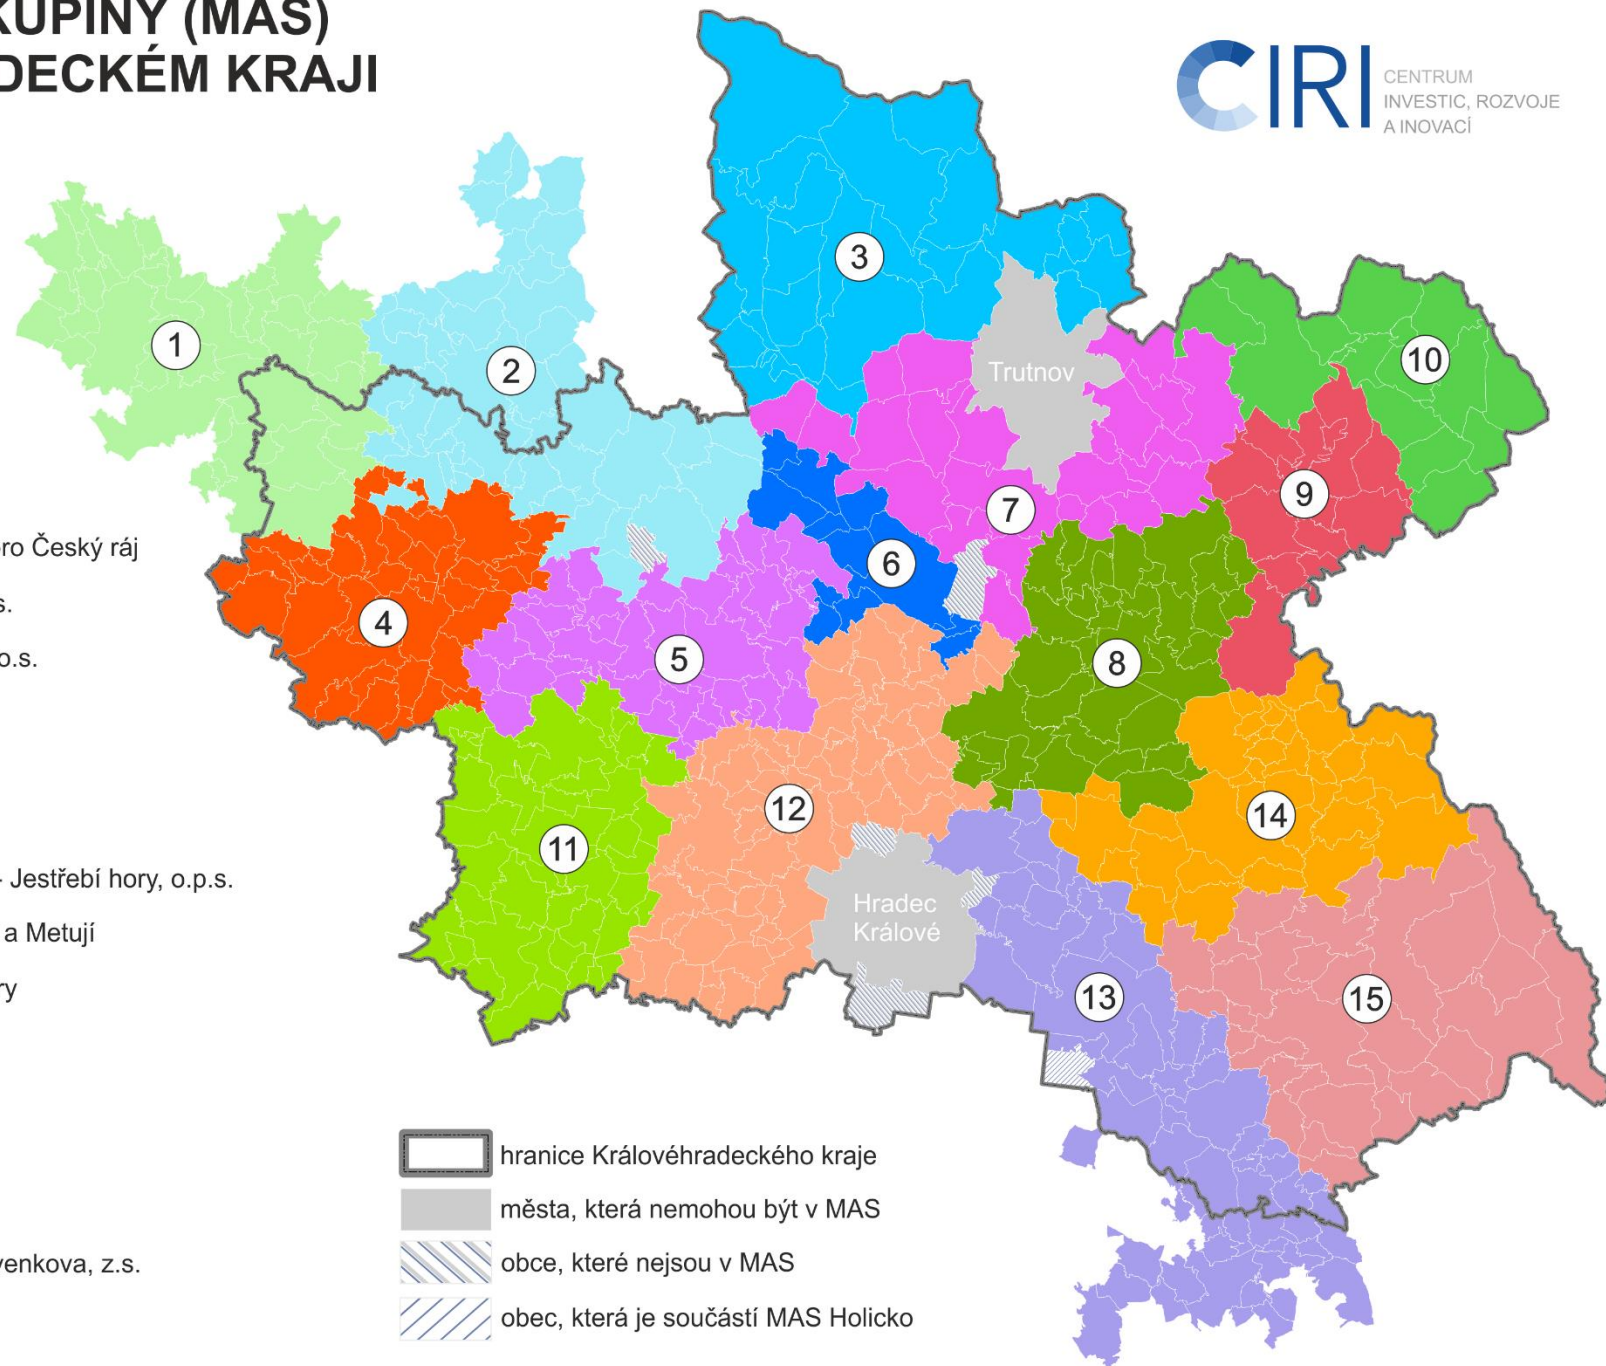 KUPINY (MAS)
DECKÉM KRAJI
CIRI
CENTRUM
INVESTIC, ROZVOJE
A INOVACÍ
3
1
2
10
Trutnov
9
7
ro Český ráj
6
s.
4
o.s.
5
8
12
14
11
- Jestřebí hory, o.p.s.
Hradec
Králové
a Metují
ry
13
15
hranice Královéhradeckého kraje
města, která nemohou být v MAS
venkova, z.s.
obce, které nejsou v MAS
obec, která je součástí MAS Holicko